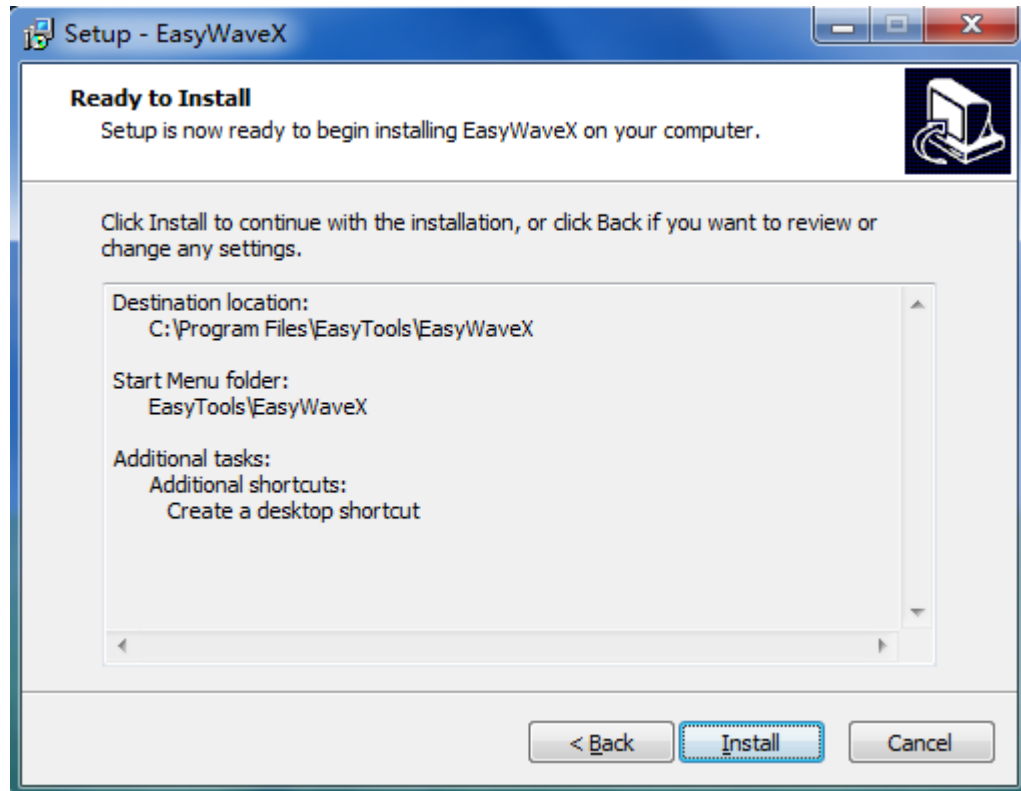 Setup - EasyWaveX
Ready to Install
Setup is now ready to begin installing EasyWaveX on your computer.
Click Install to continue with the installation, or click Back if you want to review or
change any settings.
Destination location:
C:\Program Files\EasyTools\EasyWaveX
Start Menu folder:
EasyTools\EasyWaveX
Additional tasks:
Additional shortcuts:
Create a desktop shortcut
< Back
Install
Cancel